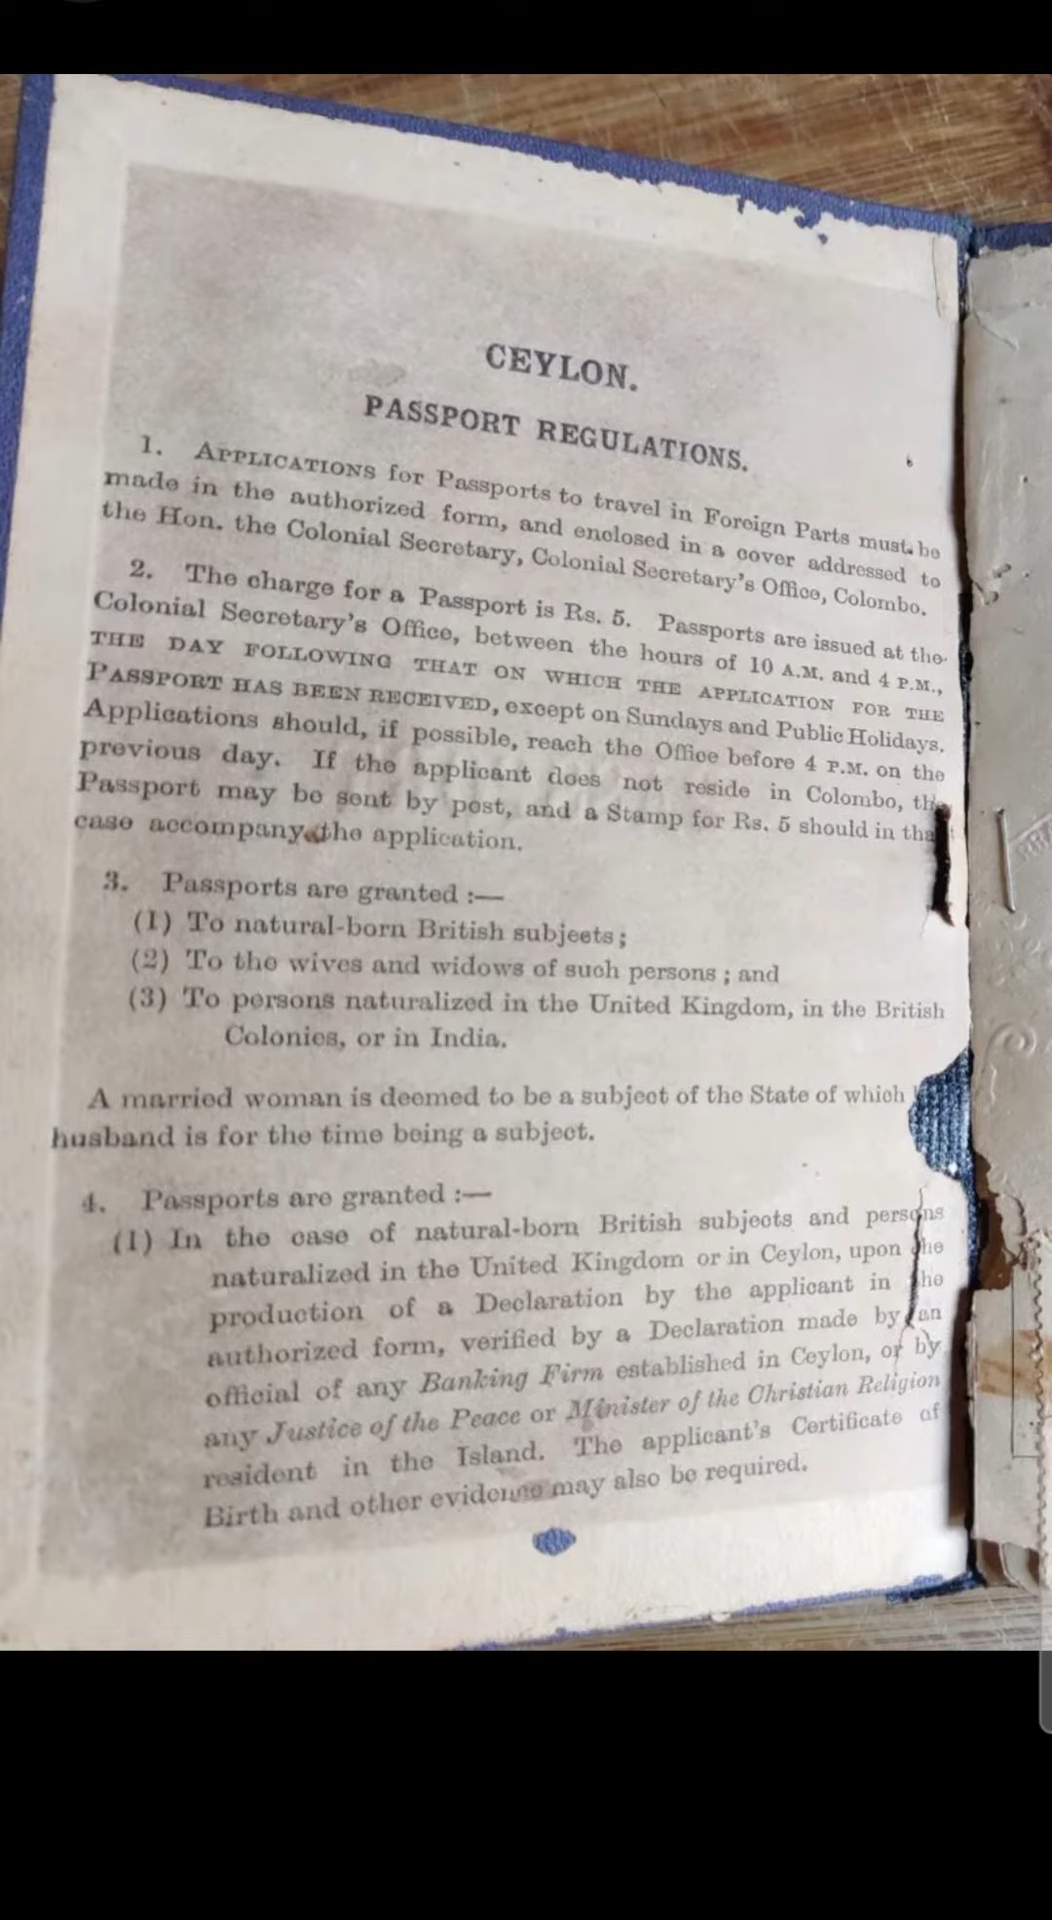 CEYLON.
PASSPORT REGULATIONS.
1. APPLICATIONS for Passports to travel in Foreign Parts must be
made in the authorized form, and enclosed in a cover addressed to
the Hon. the Colonial Secretary, Colonial Secretary's Office, Colombo.
2. The charge for a Passport is Rs. 5. Passports are issued at the
Colonial Secretary's Office, between the hours of 10 A.M. and 4 P.M.,
THE DAY FOLLOWING THAT ON WHICH THE APPLICATION FOR THE
PASSPORT HAS BEEN RECEIVED, except on Sundays and Public Holidays.
Applications should, if possible, reach the Office before 4 P.M. on the
previous day. If the applicant does not reside in Colombo, the
Passport may be sent by post, and a Stamp for Rs. 5 should in that
case accompany the application.
3. Passports are granted :—
(1) To natural-born British subjects;
(2) To the wives and widows of such persons; and
(3) To persons naturalized in the United Kingdom, in the British
Colonies, or in India.
A married woman is deemed to be a subject of the State of which
husband is for the time being a subject.
4. Passports are granted :—
(1) In the case of natural-born British subjects and persons
naturalized in the United Kingdom or in Ceylon, upon the
production of a Declaration by the applicant in the
authorized form, verified by a Declaration made by an
official of any Banking Firm established in Ceylon, or by
any Justice of the Peace or Minister of the Christian Religion
resident in the Island. The applicant's Certificate of
Birth and other evidence may also be required.